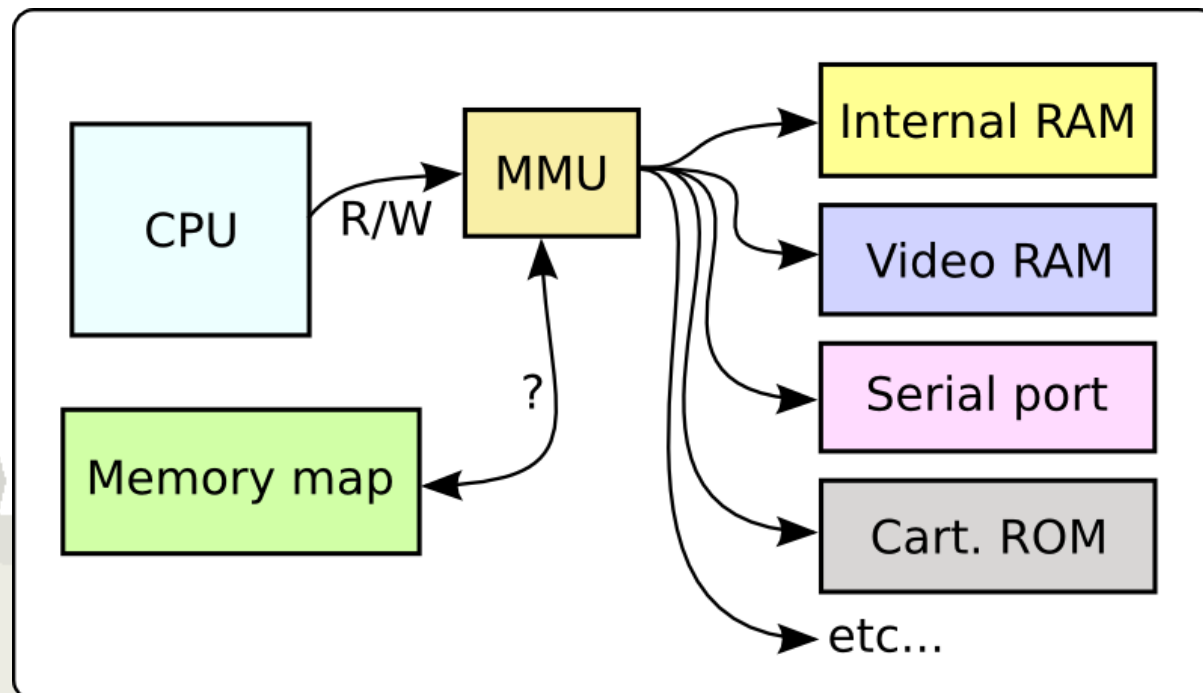 CPU
R/W
MMU
?
Memory map
Internal RAM
Video RAM
Serial port
Cart. ROM
etc...